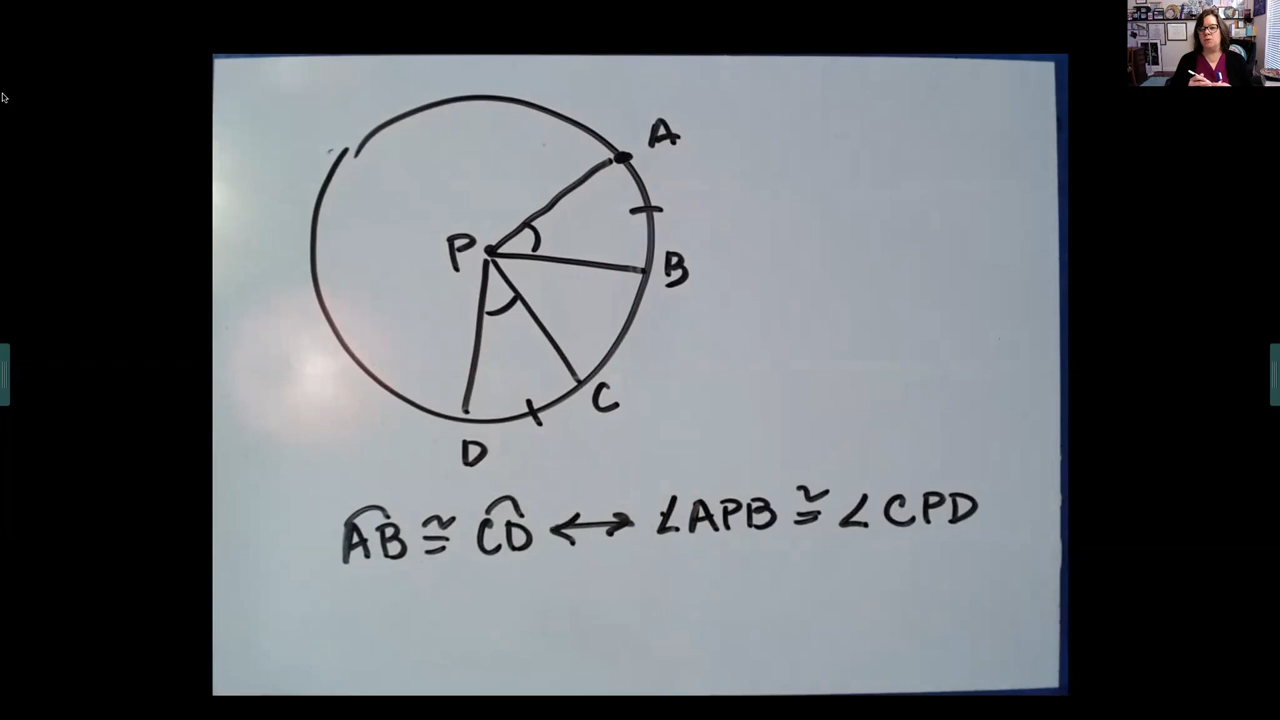 A
P
B
C
D
⌒AB ≅ ⌒CD ↔ ∠APB ≅ ∠CPD